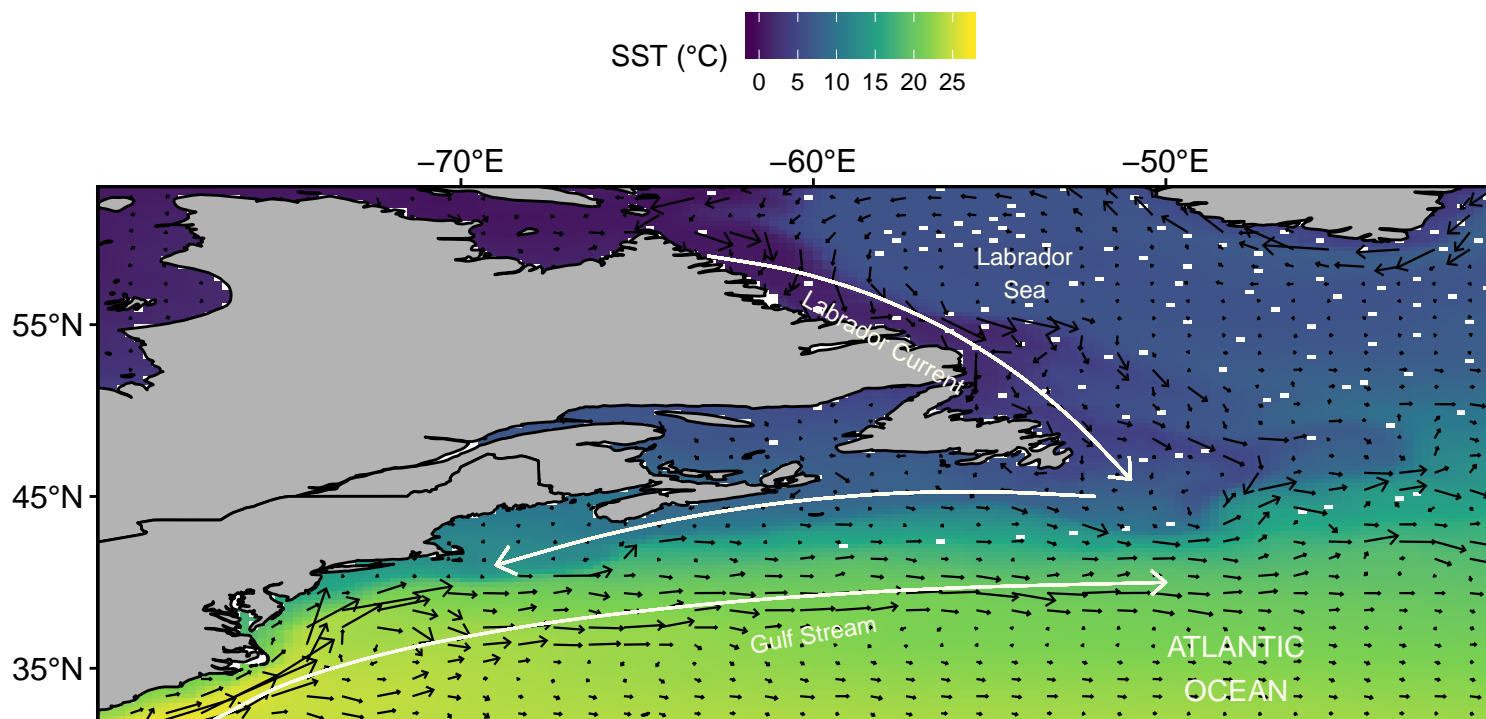 SST (°C)
0 5 10 15 20 25
−70°E −60°E −50°E
55°N
45°N
35°N
Labrador
Sea
Labrador Current
Gulf Stream
ATLANTIC
OCEAN